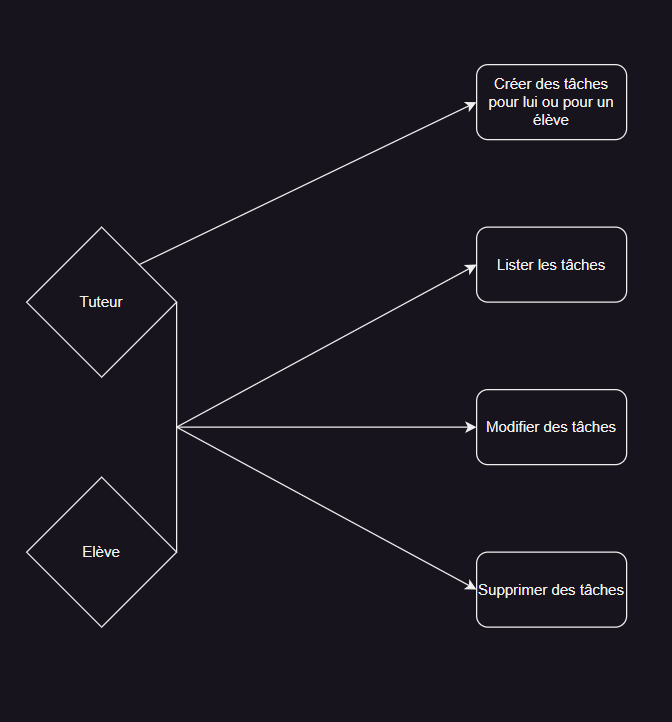 Créer des tâches
pour lui ou pour un
élève
Lister les tâches
Tuteur
Modifier des tâches
Elève
Supprimer des tâches